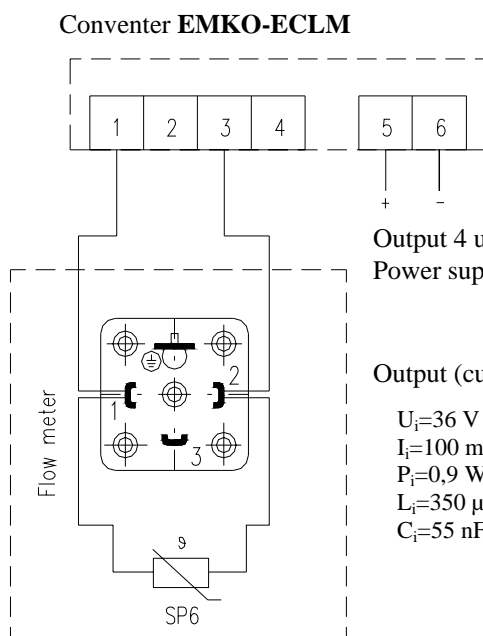 Conventer EMKO-ECLM
1 2 3 4 5 6
+ -
Output 4 u
Power sup
Output (cu
2
1
3
Flow meter
Ui=36 V
Ii=100 m
Pi=0,9 W
Li=350 µ
Ci=55 nF
ϑ
SP6